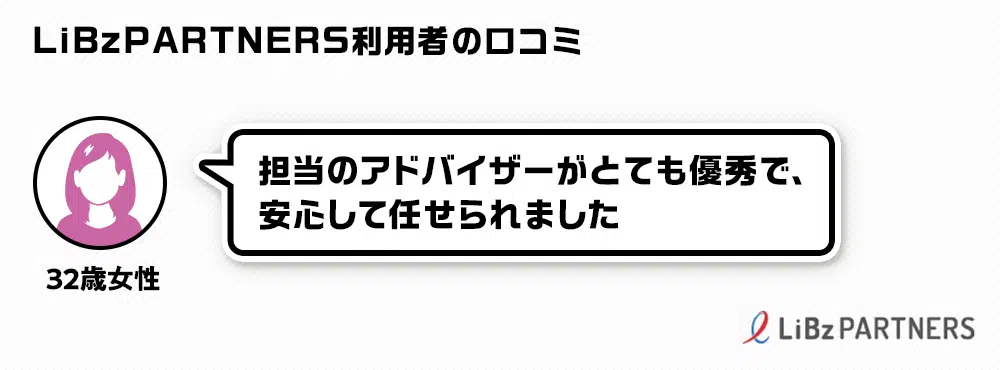 LiBzPARTNERS利用者の口コミ
担当のアドバイザーがとても優秀で、
安心して任せられました
32歳女性
LiBzPARTNERS